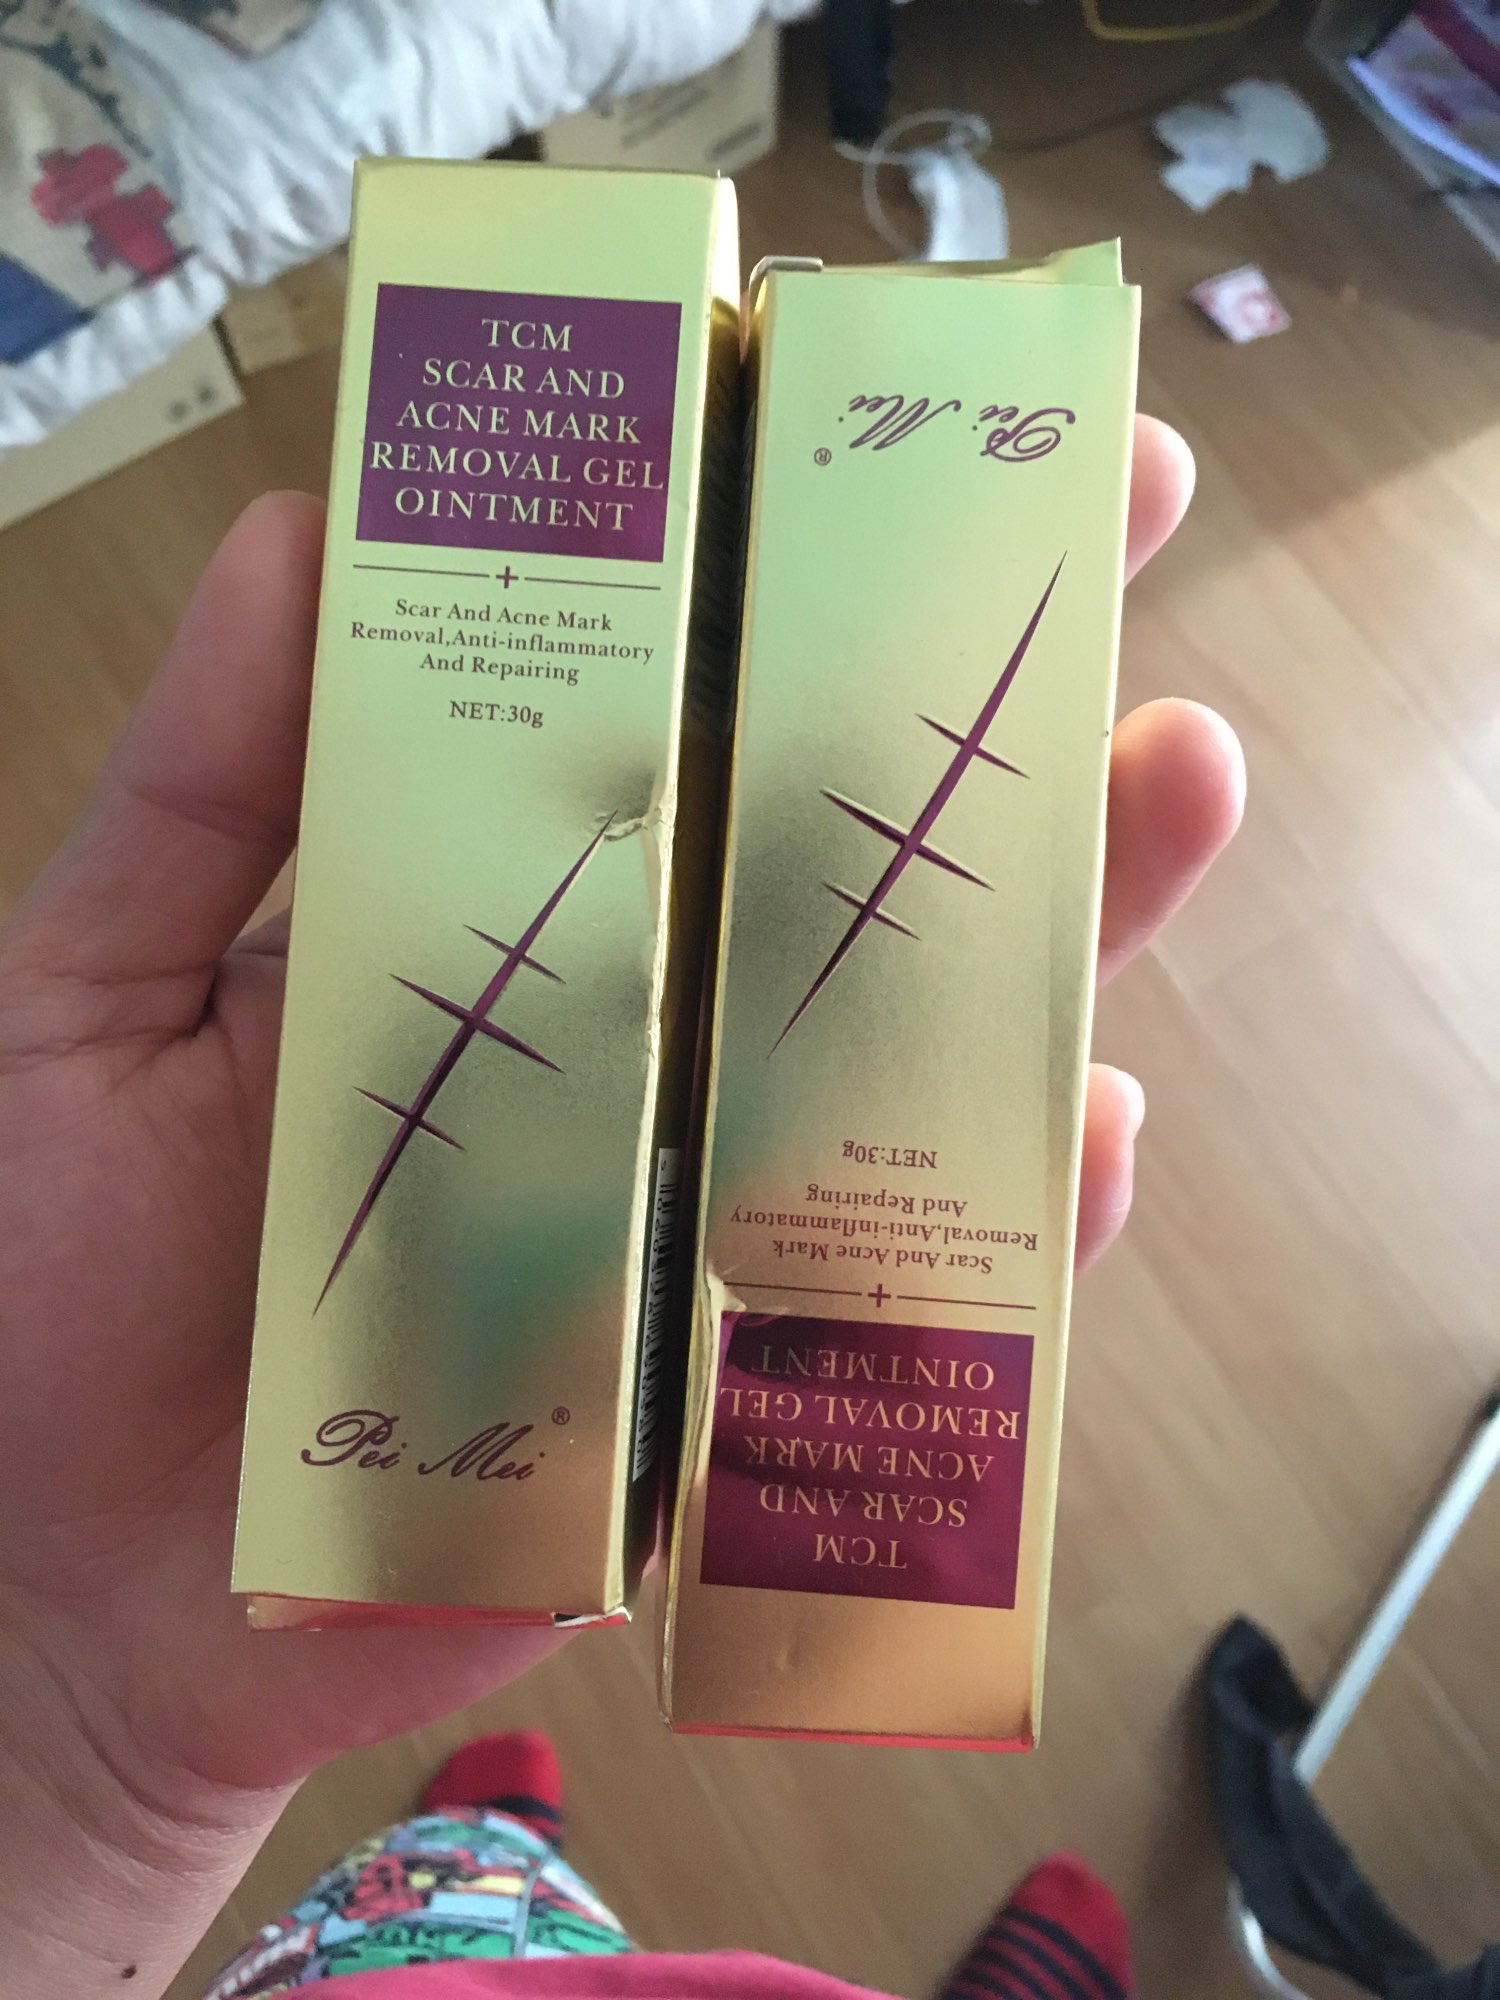 TCM
SCAR AND
ACNE MARK
REMOVAL GEL
OINTMENT
Scar And Acne Mark
Removal,Anti-inflammatory
And Repairing
NET:30g
Pei Mei ®
TCM
SCAR AND
ACNE MARK
REMOVAL GEL
OINTMENT
Scar And Acne Mark
Removal,Anti-inflammatory
And Repairing
NET:30g
Pei Mei ®